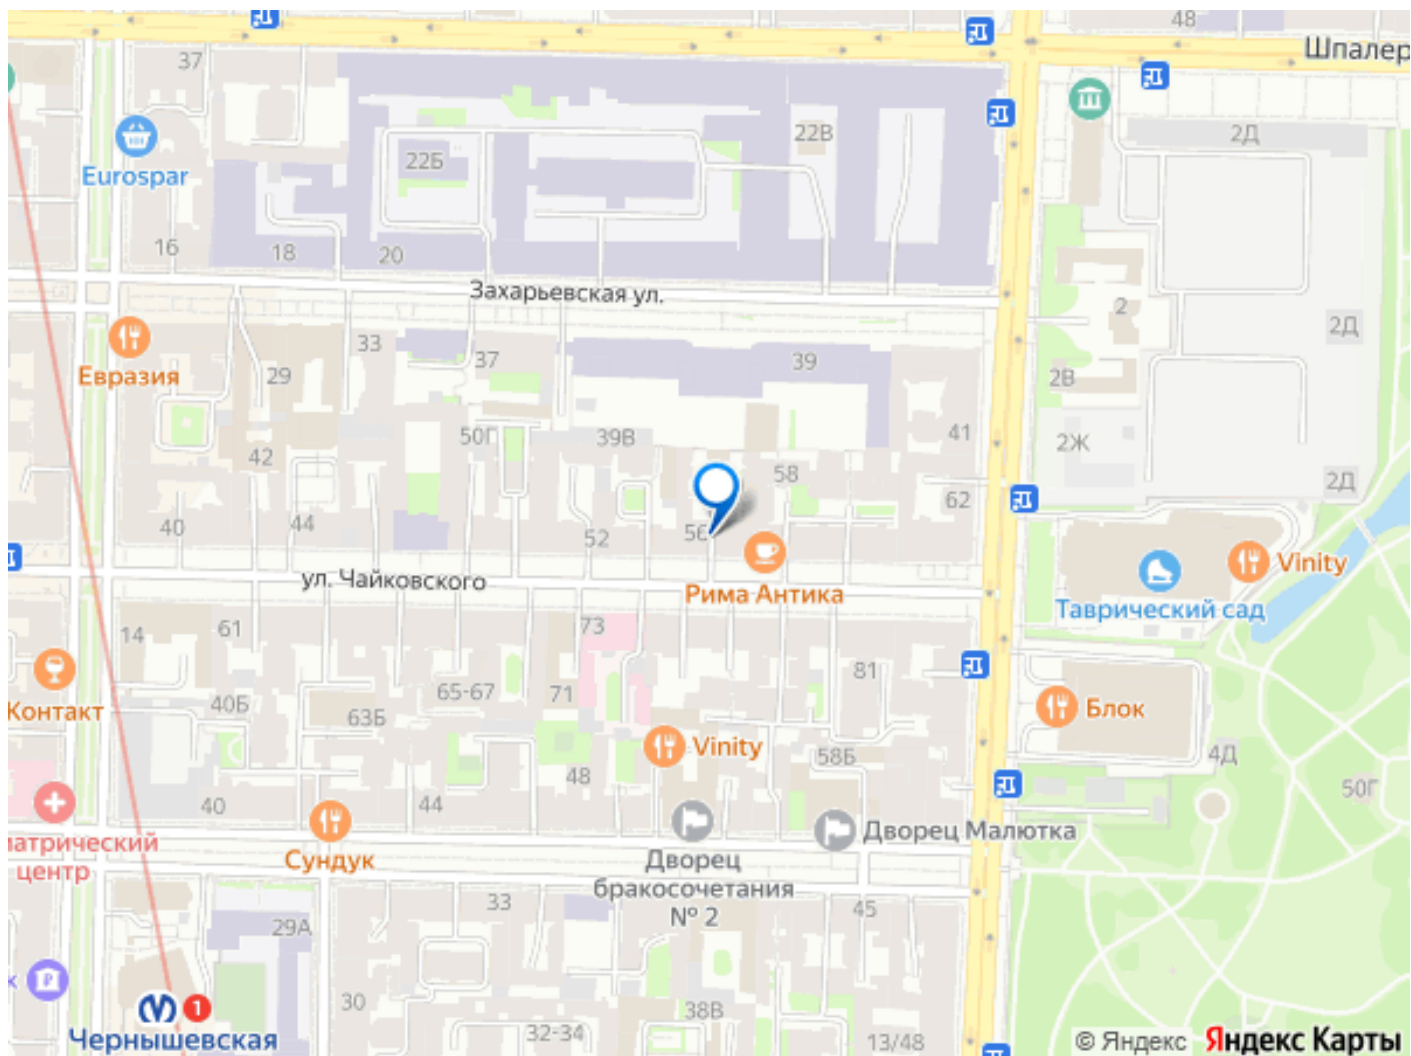 48
Шпалер
37
2Д
22В
22Б
Eurospar
16
18
20
Захарьевская ул.
2
2Д
33
37
39
Евразия
29
2В
50Г
39В
41
2Ж
42
58
2Д
62
40
44
52
56
Vinity
ул. Чайковского
Рима Антика
Таврический сад
14
61
73
81
65-67
Контакт
40Б
63Б
71
Блок
Vinity
58Б
4Д
48
50Г
40
44
Дворец Малютка
иатрический
центр
Сундук
Дворец
бракосочетания
№ 2
33
45
29А
к
P
30
38В
1
Чернышевская
32-34
13/48
© Яндекс Яндекс Карты